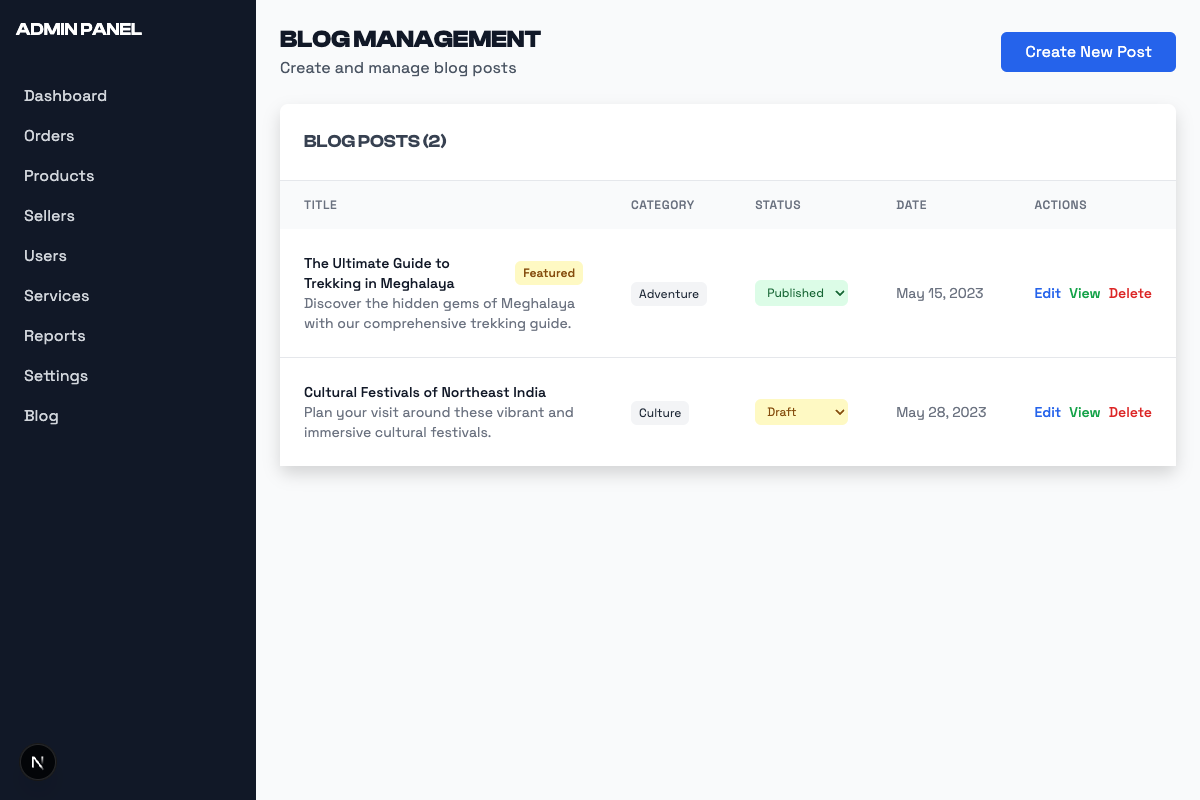 ADMIN PANEL
Dashboard
Orders
Products
Sellers
Users
Services
Reports
Settings
Blog
N
BLOG MANAGEMENT
Create and manage blog posts
Create New Post
BLOG POSTS (2)
TITLE CATEGORY STATUS DATE ACTIONS
The Ultimate Guide to
Trekking in Meghalaya
Featured
Discover the hidden gems of Meghalaya
with our comprehensive trekking guide.
Adventure Published May 15, 2023 Edit View Delete
Cultural Festivals of Northeast India
Plan your visit around these vibrant and
immersive cultural festivals.
Culture Draft May 28, 2023 Edit View Delete